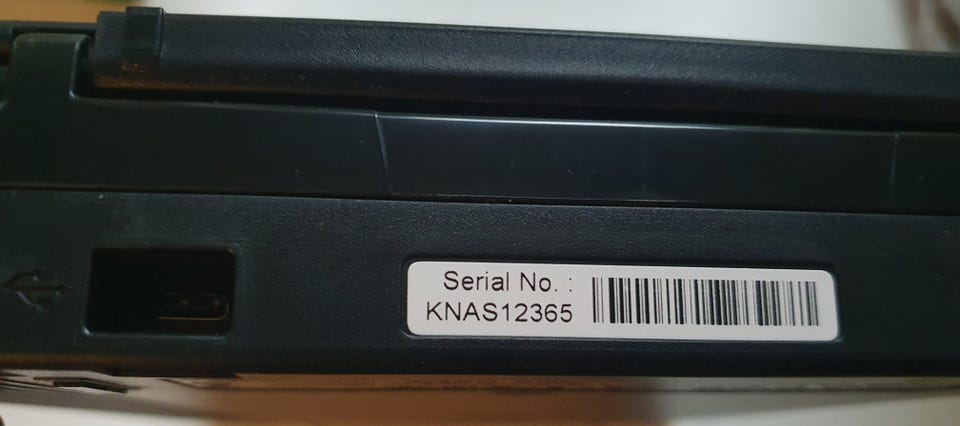 Serial No. :
KNAS12365